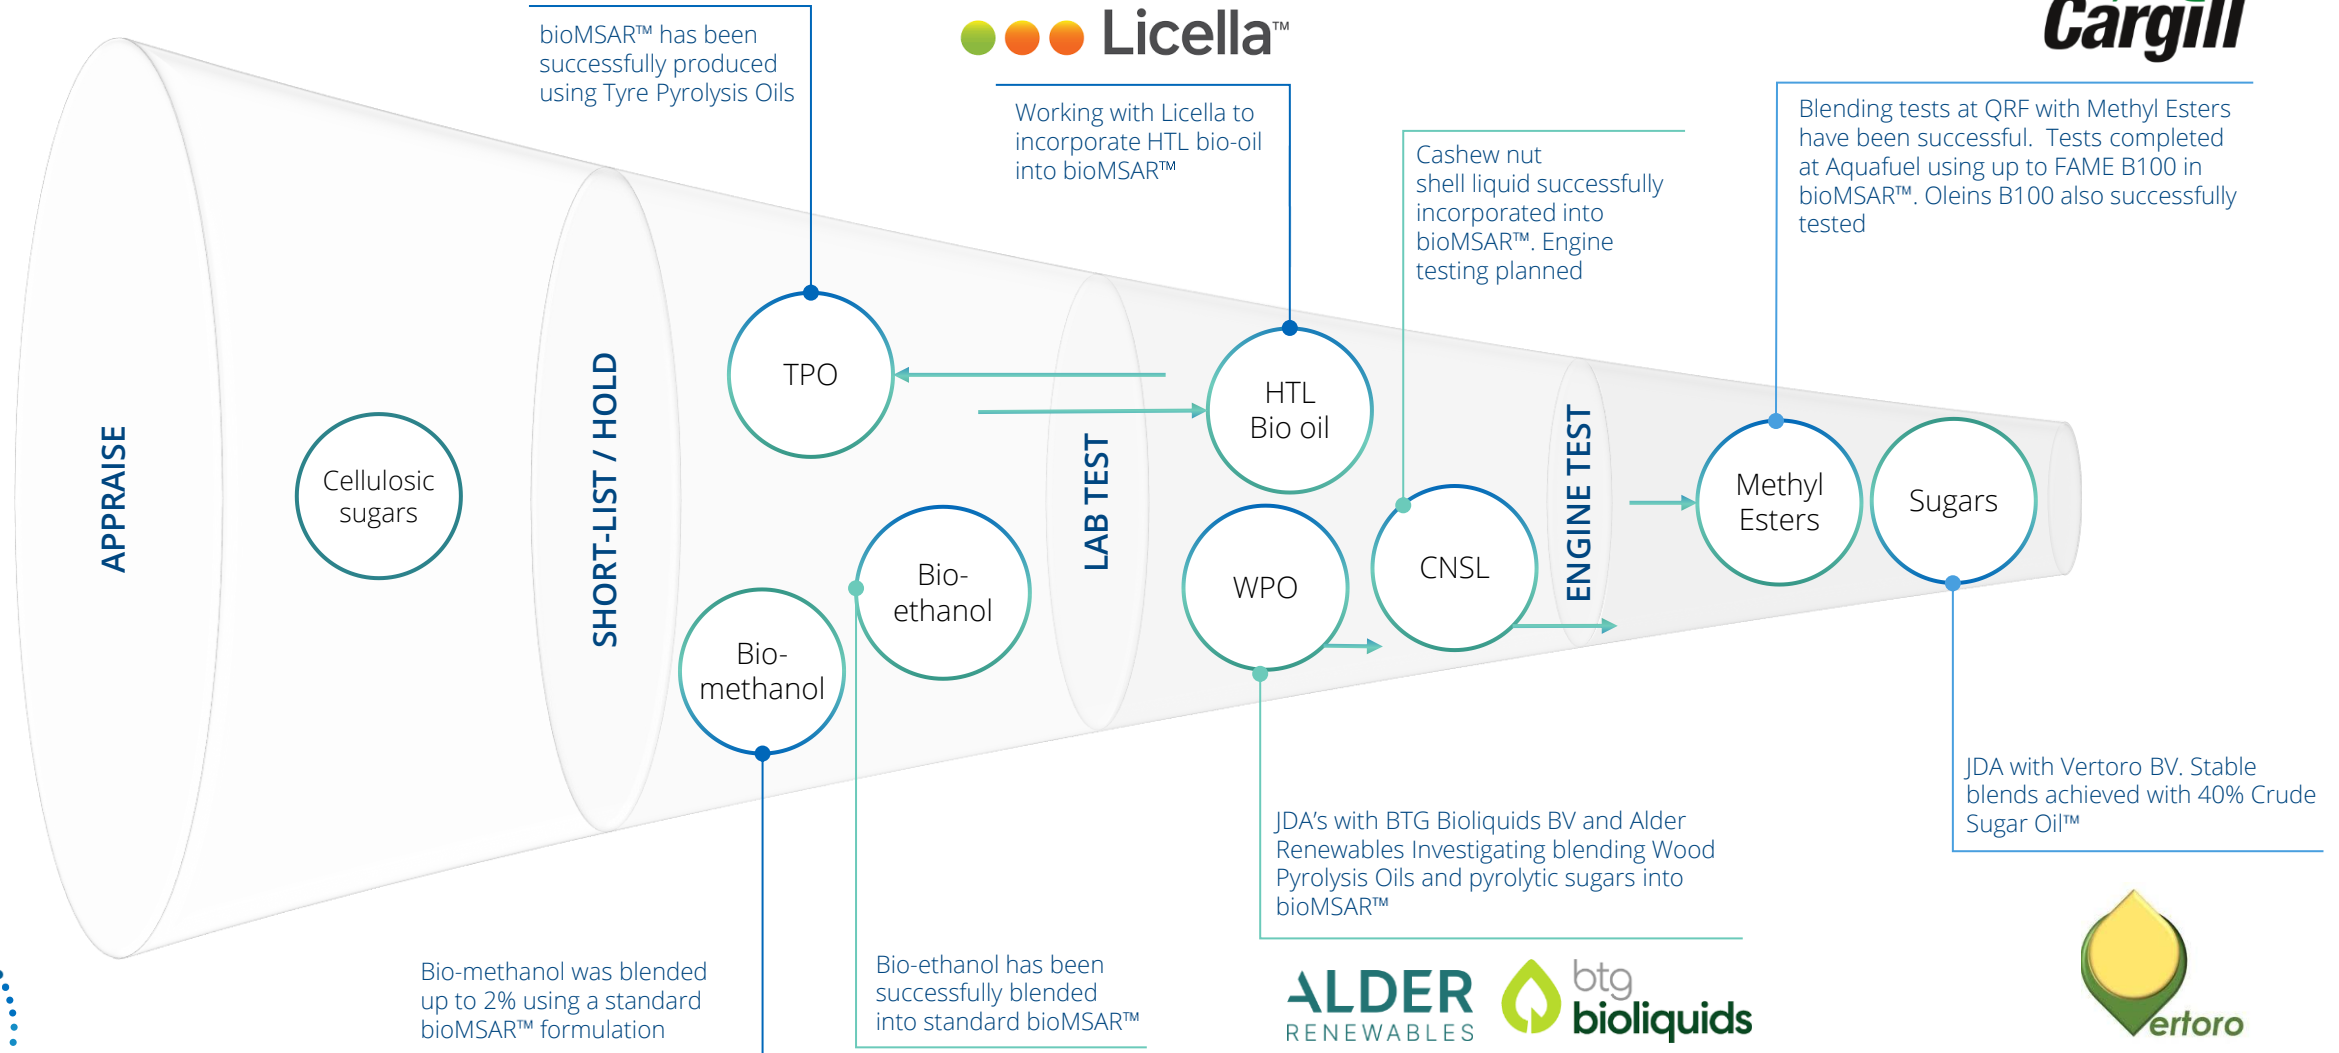 bioMSAR™ has been
successfully produced
using Tyre Pyrolysis Oils
Licella™
Working with Licella to
incorporate HTL bio-oil
into bioMSAR™
Cashew nut
shell liquid successfully
incorporated into
bioMSAR™. Engine
testing planned
Cargill
Blending tests at QRF with Methyl Esters
have been successful.  Tests completed
at Aquafuel using up to FAME B100 in
bioMSAR™. Oleins B100 also successfully
tested
APPRAISE
Cellulosic
sugars
SHORT-LIST / HOLD
TPO
Bio-
methanol
Bio-
ethanol
LAB TEST
HTL
Bio oil
WPO
CNSL
ENGINE TEST
Methyl
Esters
Sugars
JDA with Vertoro BV. Stable
blends achieved with 40% Crude
Sugar Oil™
JDA's with BTG Bioliquids BV and Alder
Renewables Investigating blending Wood
Pyrolysis Oils and pyrolytic sugars into
bioMSAR™
Bio-methanol was blended
up to 2% using a standard
bioMSAR™ formulation
Bio-ethanol has been
successfully blended
into standard bioMSAR™
ALDER
RENEWABLES
btg
bioliquids
Vertoro